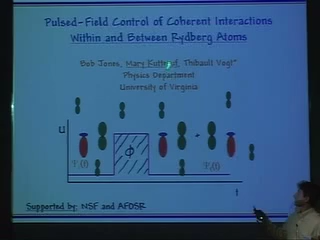 Pulsed-Field Control of Coherent Interactions
Within and Between Rydberg Atoms
Bob Jones, Mary Kutteruf, Thibault Vogt
Physics Department
University of Virginia
U
Φ
+
Ψᵢ(t)
t
Supported by: NSF and AFOSR